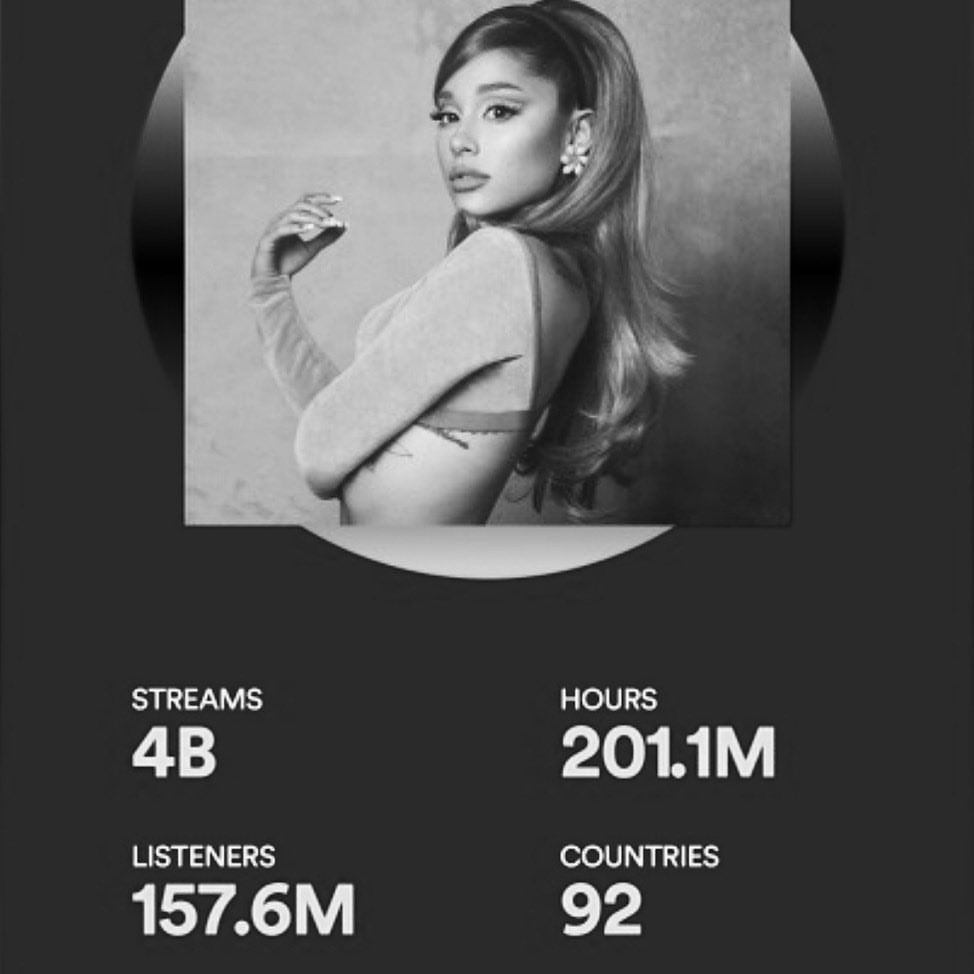 STREAMS
4B
HOURS
201.1M
LISTENERS
157.6M
COUNTRIES
92